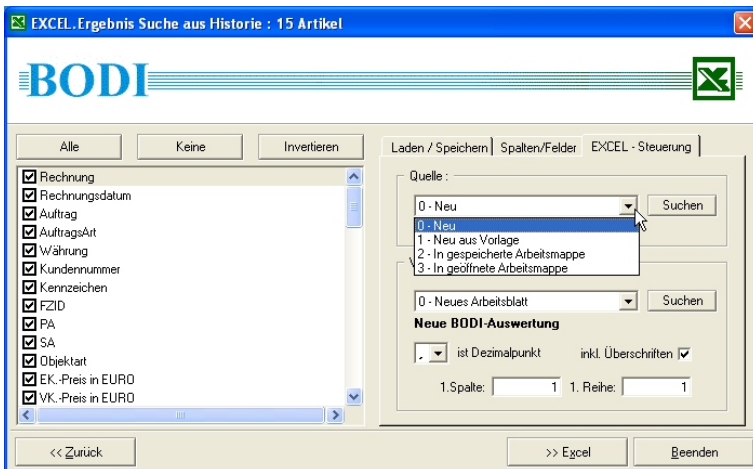 EXCEL.Ergebnis Suche aus Historie : 15 Artikel
BODI
Alle Keine Invertieren
Laden / Speichern Spalten/Felder EXCEL - Steuerung
Rechnung
Rechnungsdatum
Auftrag
AuftragsArt
Währung
Kundennummer
Kennzeichen
FZID
PA
SA
Objektart
EK.-Preis in EURO
VK.-Preis in EURO
Quelle :
0 - Neu Suchen
0 - Neu
1 - Neu aus Vorlage
2 - In gespeicherte Arbeitsmappe
3 - In geöffnete Arbeitsmappe
0 - Neues Arbeitsblatt Suchen
Neue BODI-Auswertung
, ist Dezimalpunkt inkl. Überschriften
1.Spalte: 1 1. Reihe: 1
<< Zurück >> Excel Beenden